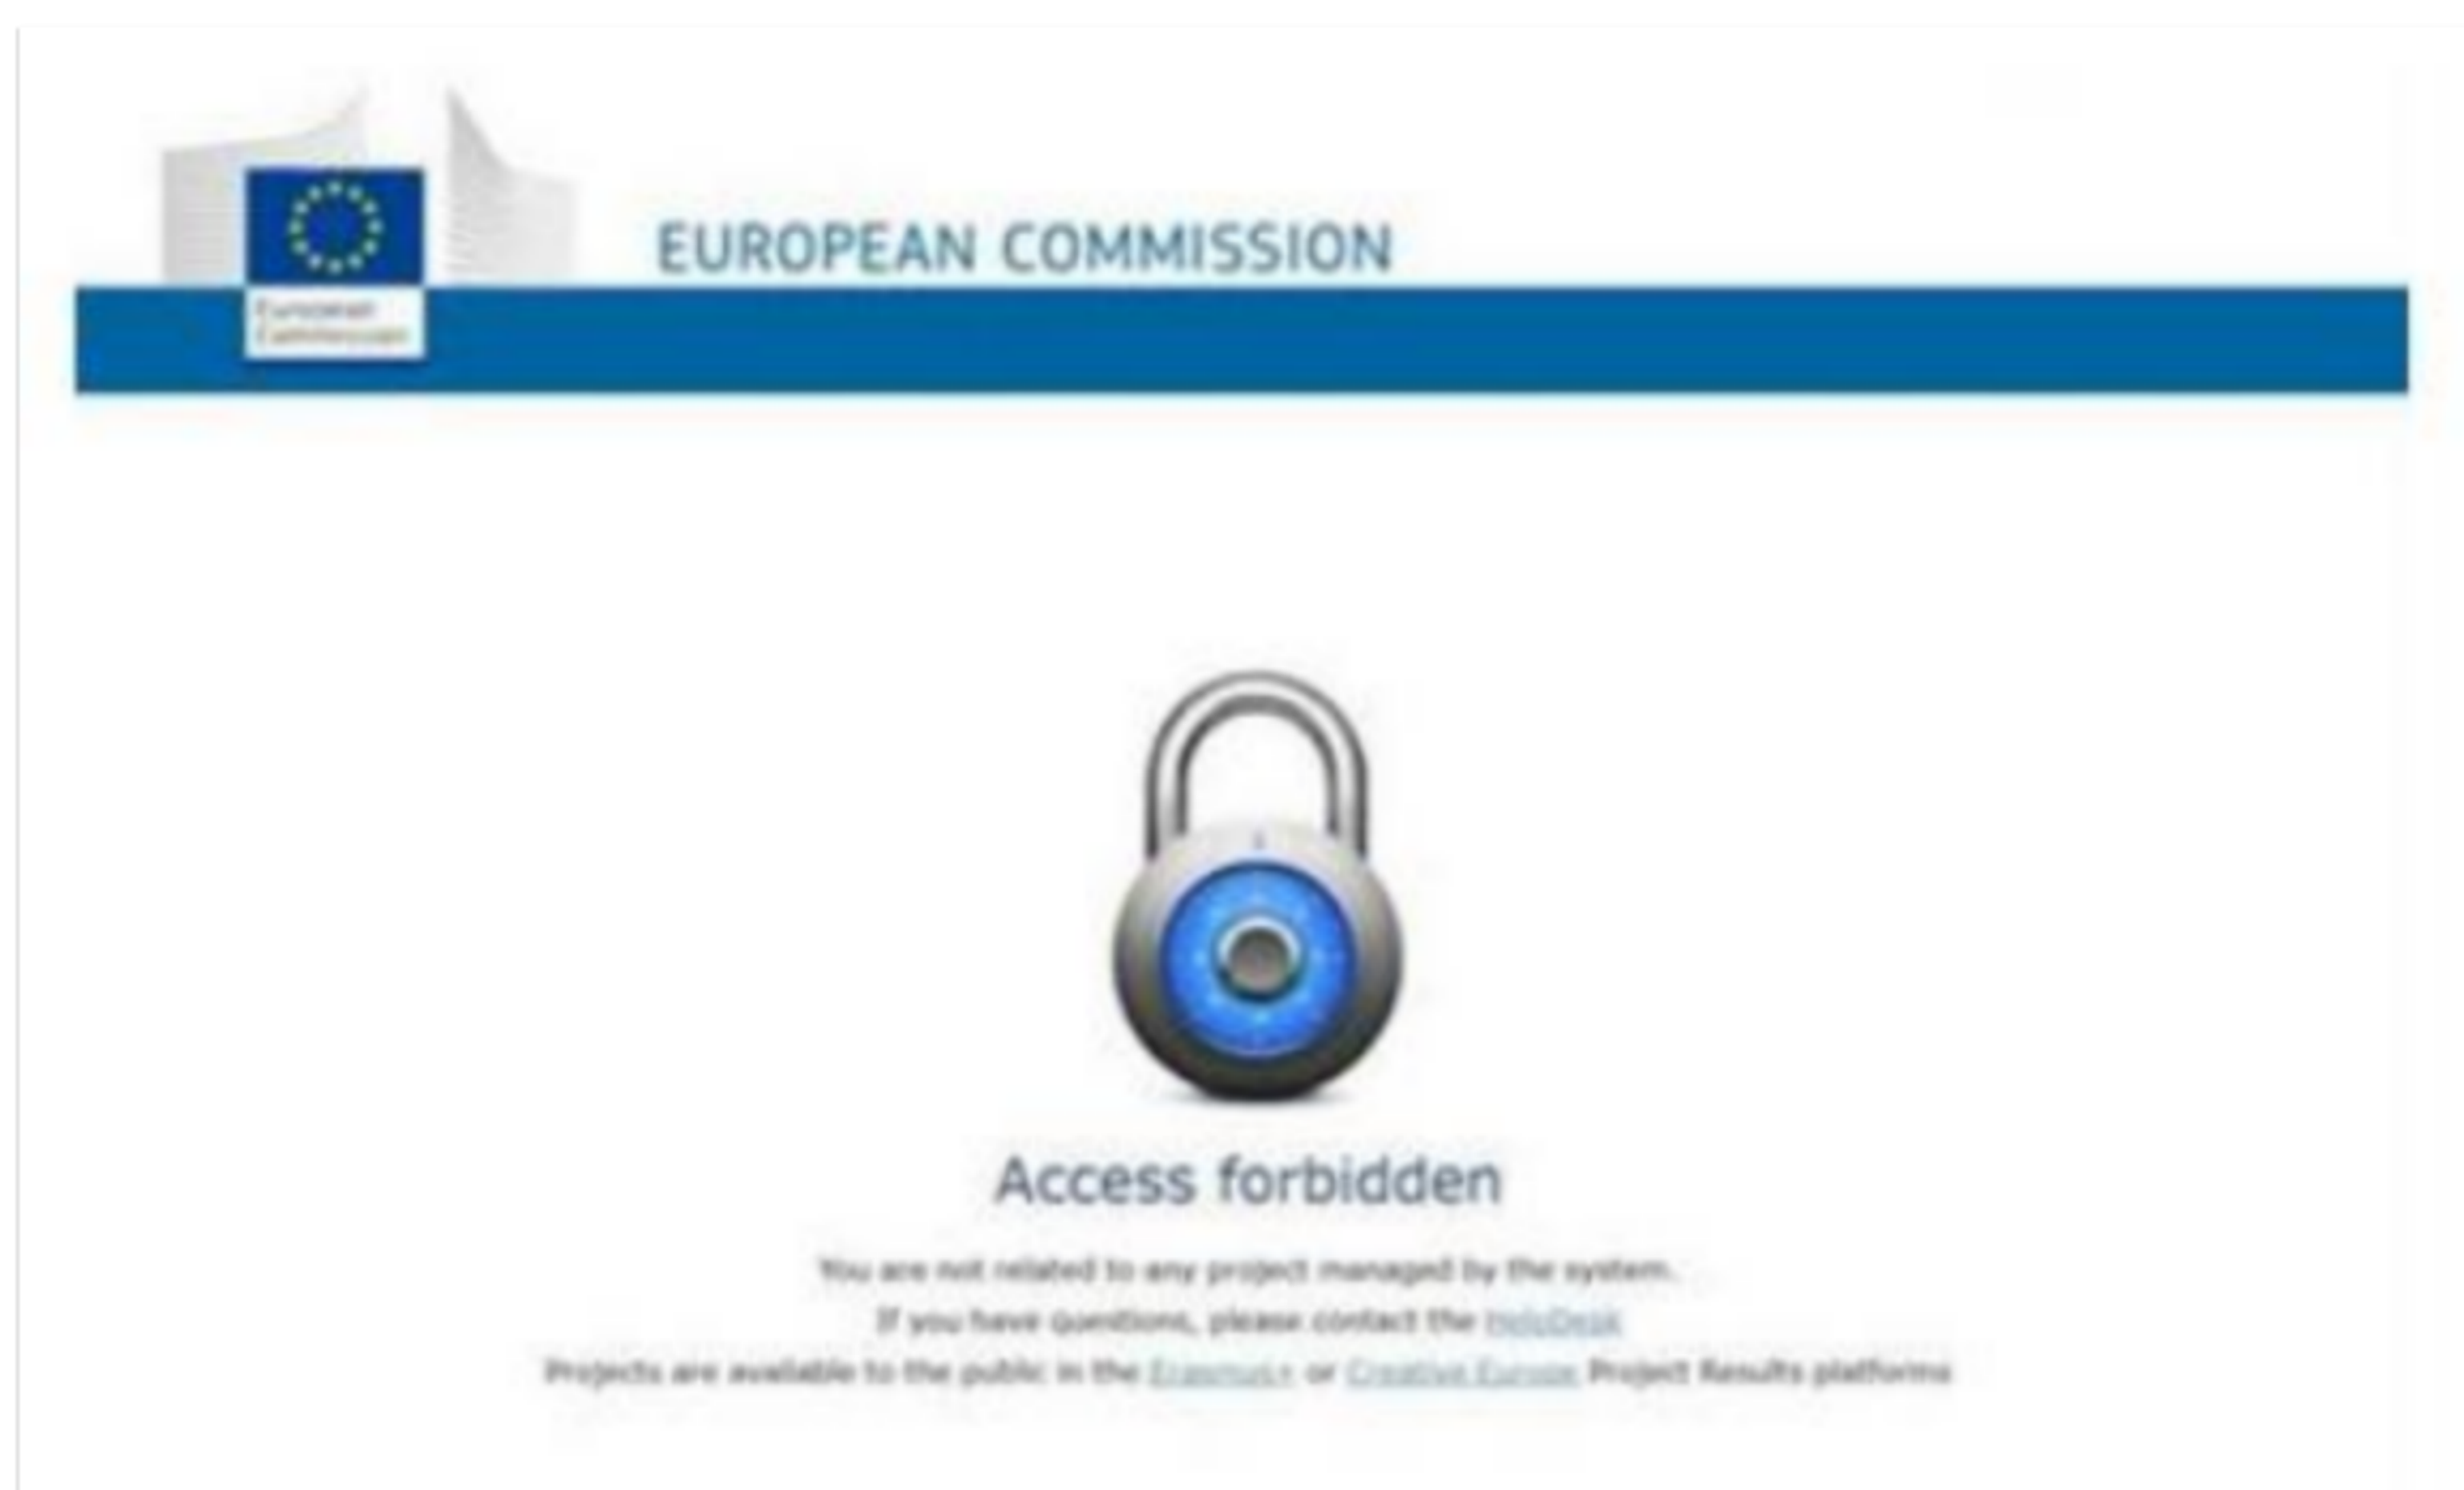 EUROPEAN COMMISSION
European
Commission
Access forbidden
You are not related to any project managed by the system.
If you have questions, please contact the HelpDesk
Projects are available to the public in the Erasmus+ or Creative Europe Project Results platforms